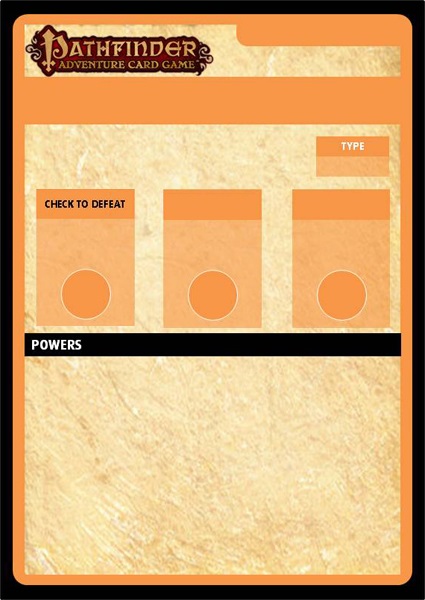 PATHFINDER
ADVENTURE CARD GAME
TYPE
CHECK TO DEFEAT
POWERS